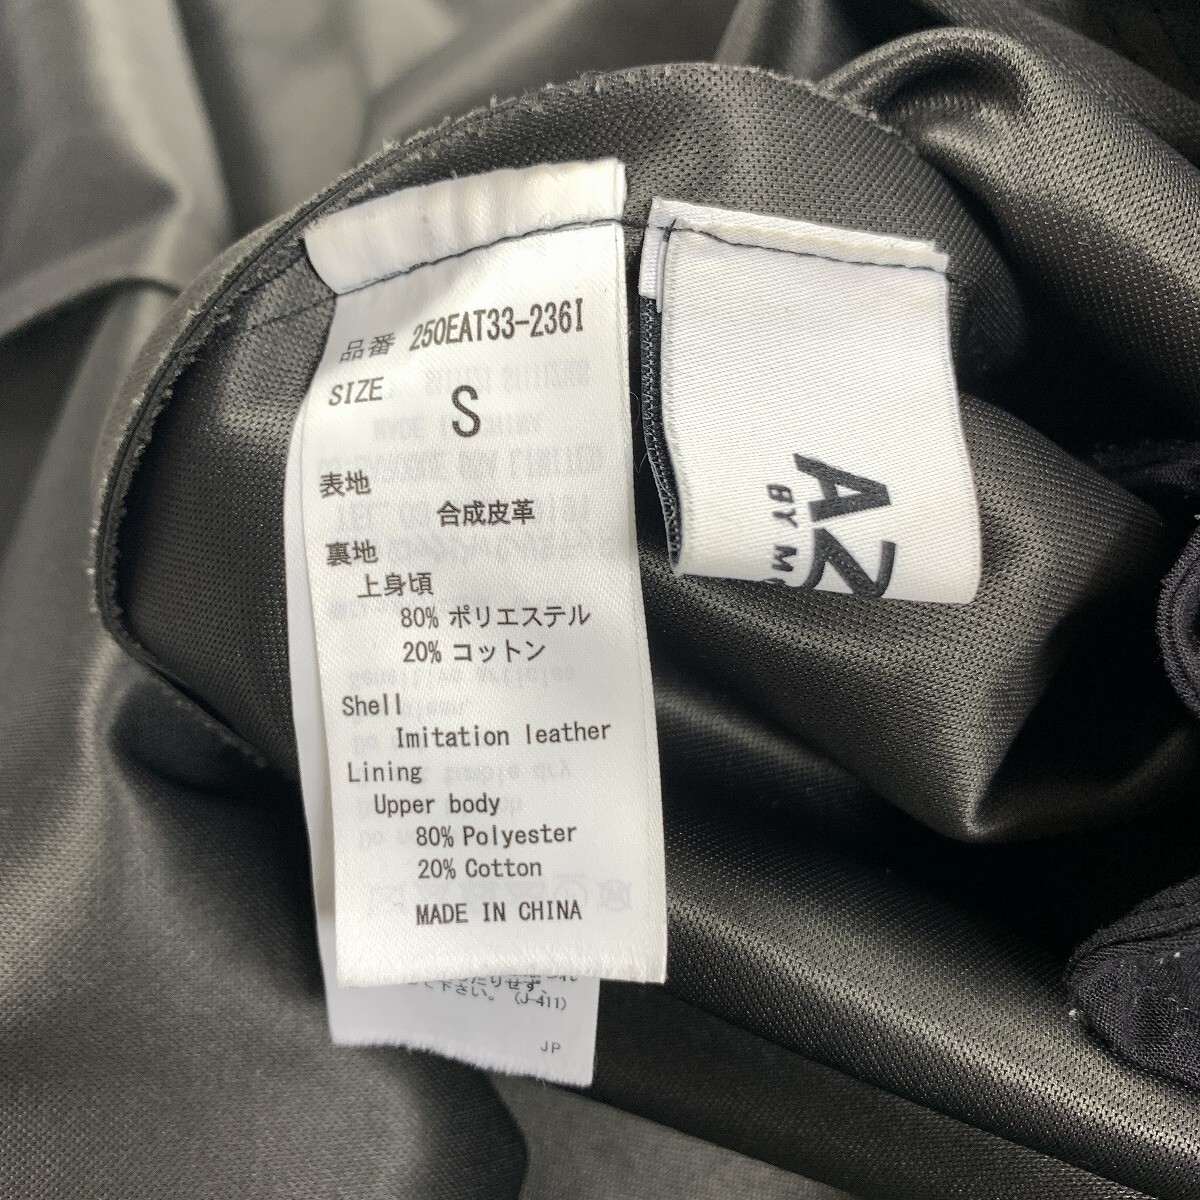 品番 250EAT33-236I
SIZE
S
表地
合成皮革
裏地
上身頃
80% ポリエステル
20% コットン
Shell
Imitation leather
Lining
Upper body
80% Polyester
20% Cotton
MADE IN CHINA
下さい。 (J-411)
JP
AZ
BY